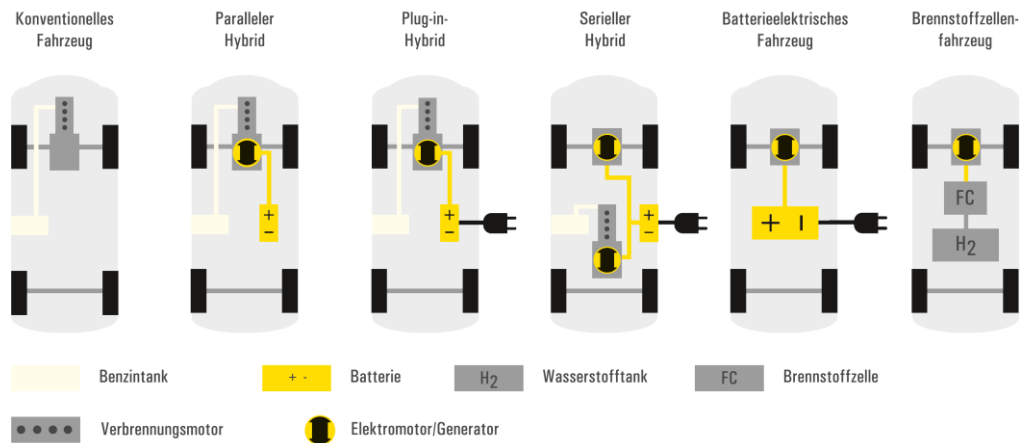 Konventionelles
Fahrzeug
Paralleler
Hybrid
Plug-in-
Hybrid
Serieller
Hybrid
Batterieelektrisches
Fahrzeug
Brennstoffzellen-
fahrzeug
+
–
+
–
+
–
+ –
FC
H₂
Benzintank
+ -
Batterie
H₂
Wasserstofftank
FC
Brennstoffzelle
Verbrennungsmotor
Elektromotor/Generator